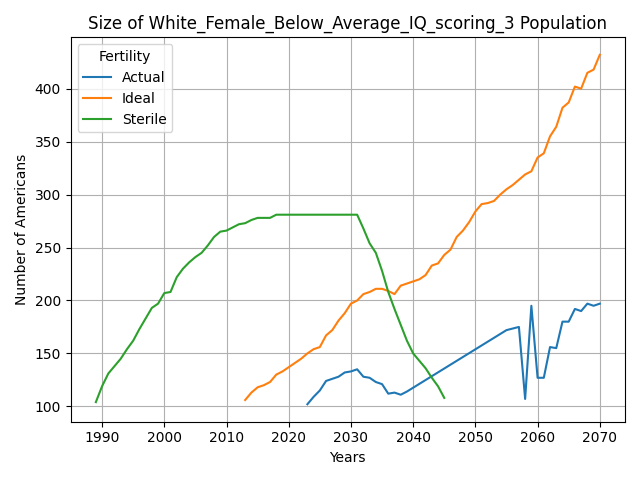 Size of White_Female_Below_Average_IQ_scoring_3 Population
Fertility
Actual
Ideal
Sterile
Number of Americans
400
350
300
250
200
150
100
1990 2000 2010 2020 2030 2040 2050 2060 2070
Years